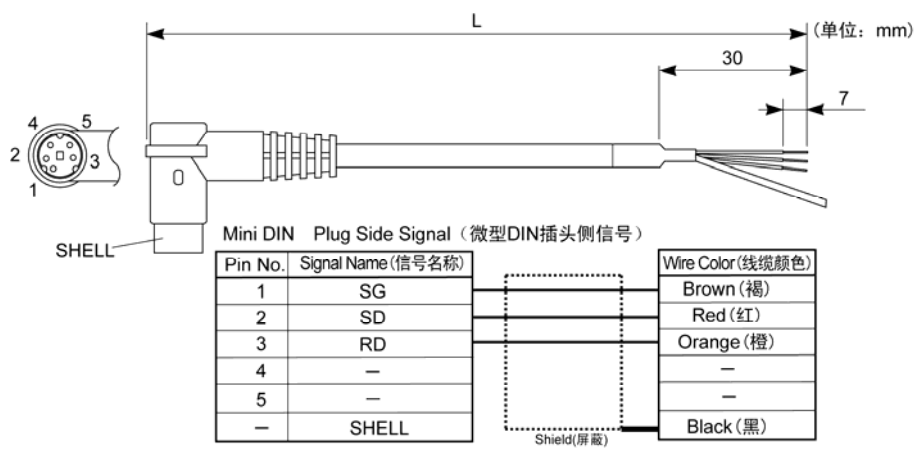 L
(单位：mm)
30
7
4 5
2 3
1
SHELL
Mini DIN Plug Side Signal（微型DIN插头侧信号）
Pin No. Signal Name(信号名称) Wire Color(线缆颜色)
1 SG Brown(褐)
2 SD Red(红)
3 RD Orange(橙)
4 — —
5 — —
— SHELL Black(黑)
Shield(屏蔽)